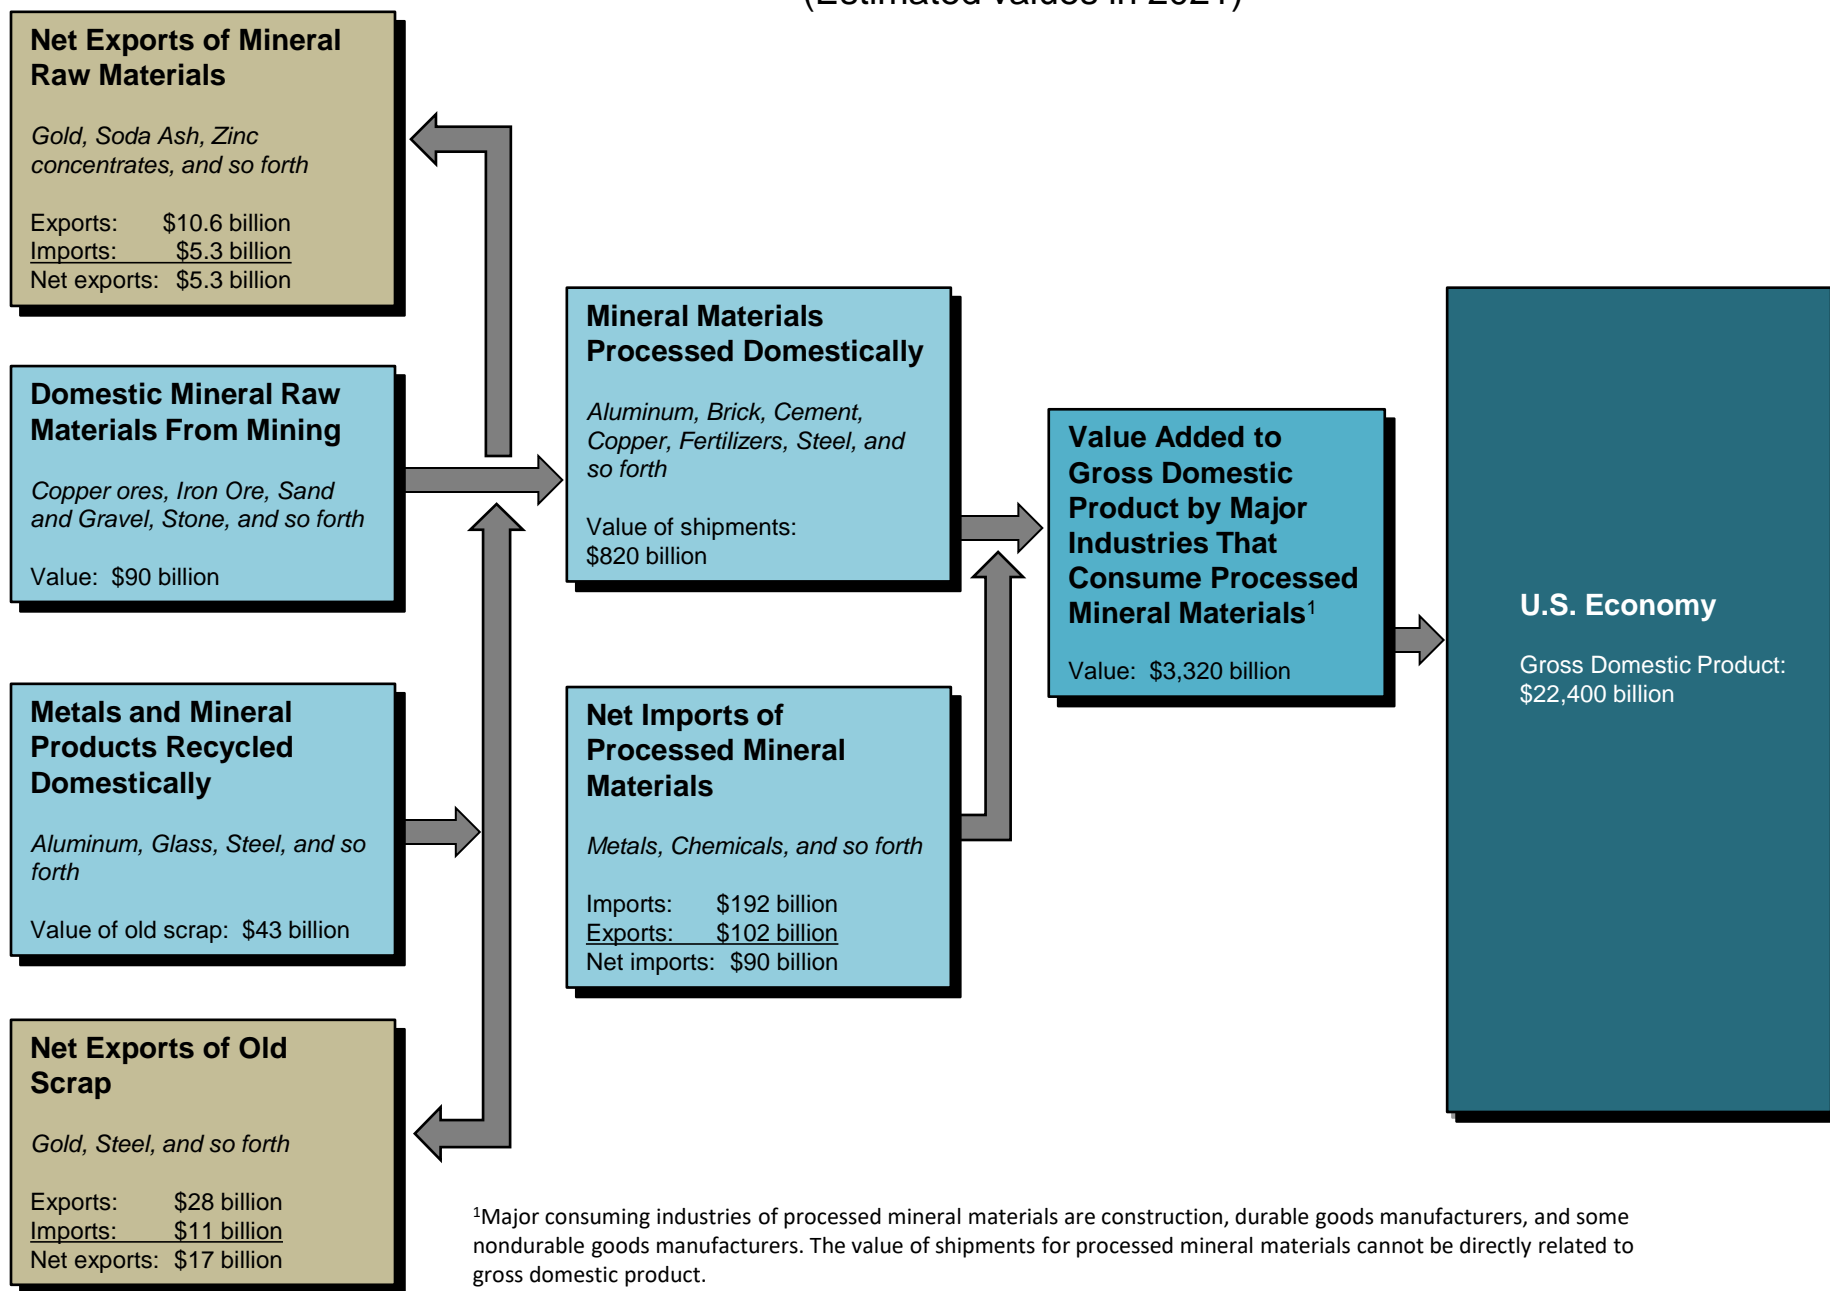 (Estimated values in 2021)
Net Exports of Mineral
Raw Materials
Gold, Soda Ash, Zinc
concentrates, and so forth
Exports: $10.6 billion
Imports: $5.3 billion
Net exports: $5.3 billion
Domestic Mineral Raw
Materials From Mining
Copper ores, Iron Ore, Sand
and Gravel, Stone, and so forth
Value: $90 billion
Metals and Mineral
Products Recycled
Domestically
Aluminum, Glass, Steel, and so
forth
Value of old scrap: $43 billion
Net Exports of Old
Scrap
Gold, Steel, and so forth
Exports: $28 billion
Imports: $11 billion
Net exports: $17 billion
Mineral Materials
Processed Domestically
Aluminum, Brick, Cement,
Copper, Fertilizers, Steel, and
so forth
Value of shipments:
$820 billion
Net Imports of
Processed Mineral
Materials
Metals, Chemicals, and so forth
Imports: $192 billion
Exports: $102 billion
Net imports: $90 billion
Value Added to
Gross Domestic
Product by Major
Industries That
Consume Processed
Mineral Materials¹
Value: $3,320 billion
U.S. Economy
Gross Domestic Product:
$22,400 billion
¹Major consuming industries of processed mineral materials are construction, durable goods manufacturers, and some
nondurable goods manufacturers. The value of shipments for processed mineral materials cannot be directly related to
gross domestic product.